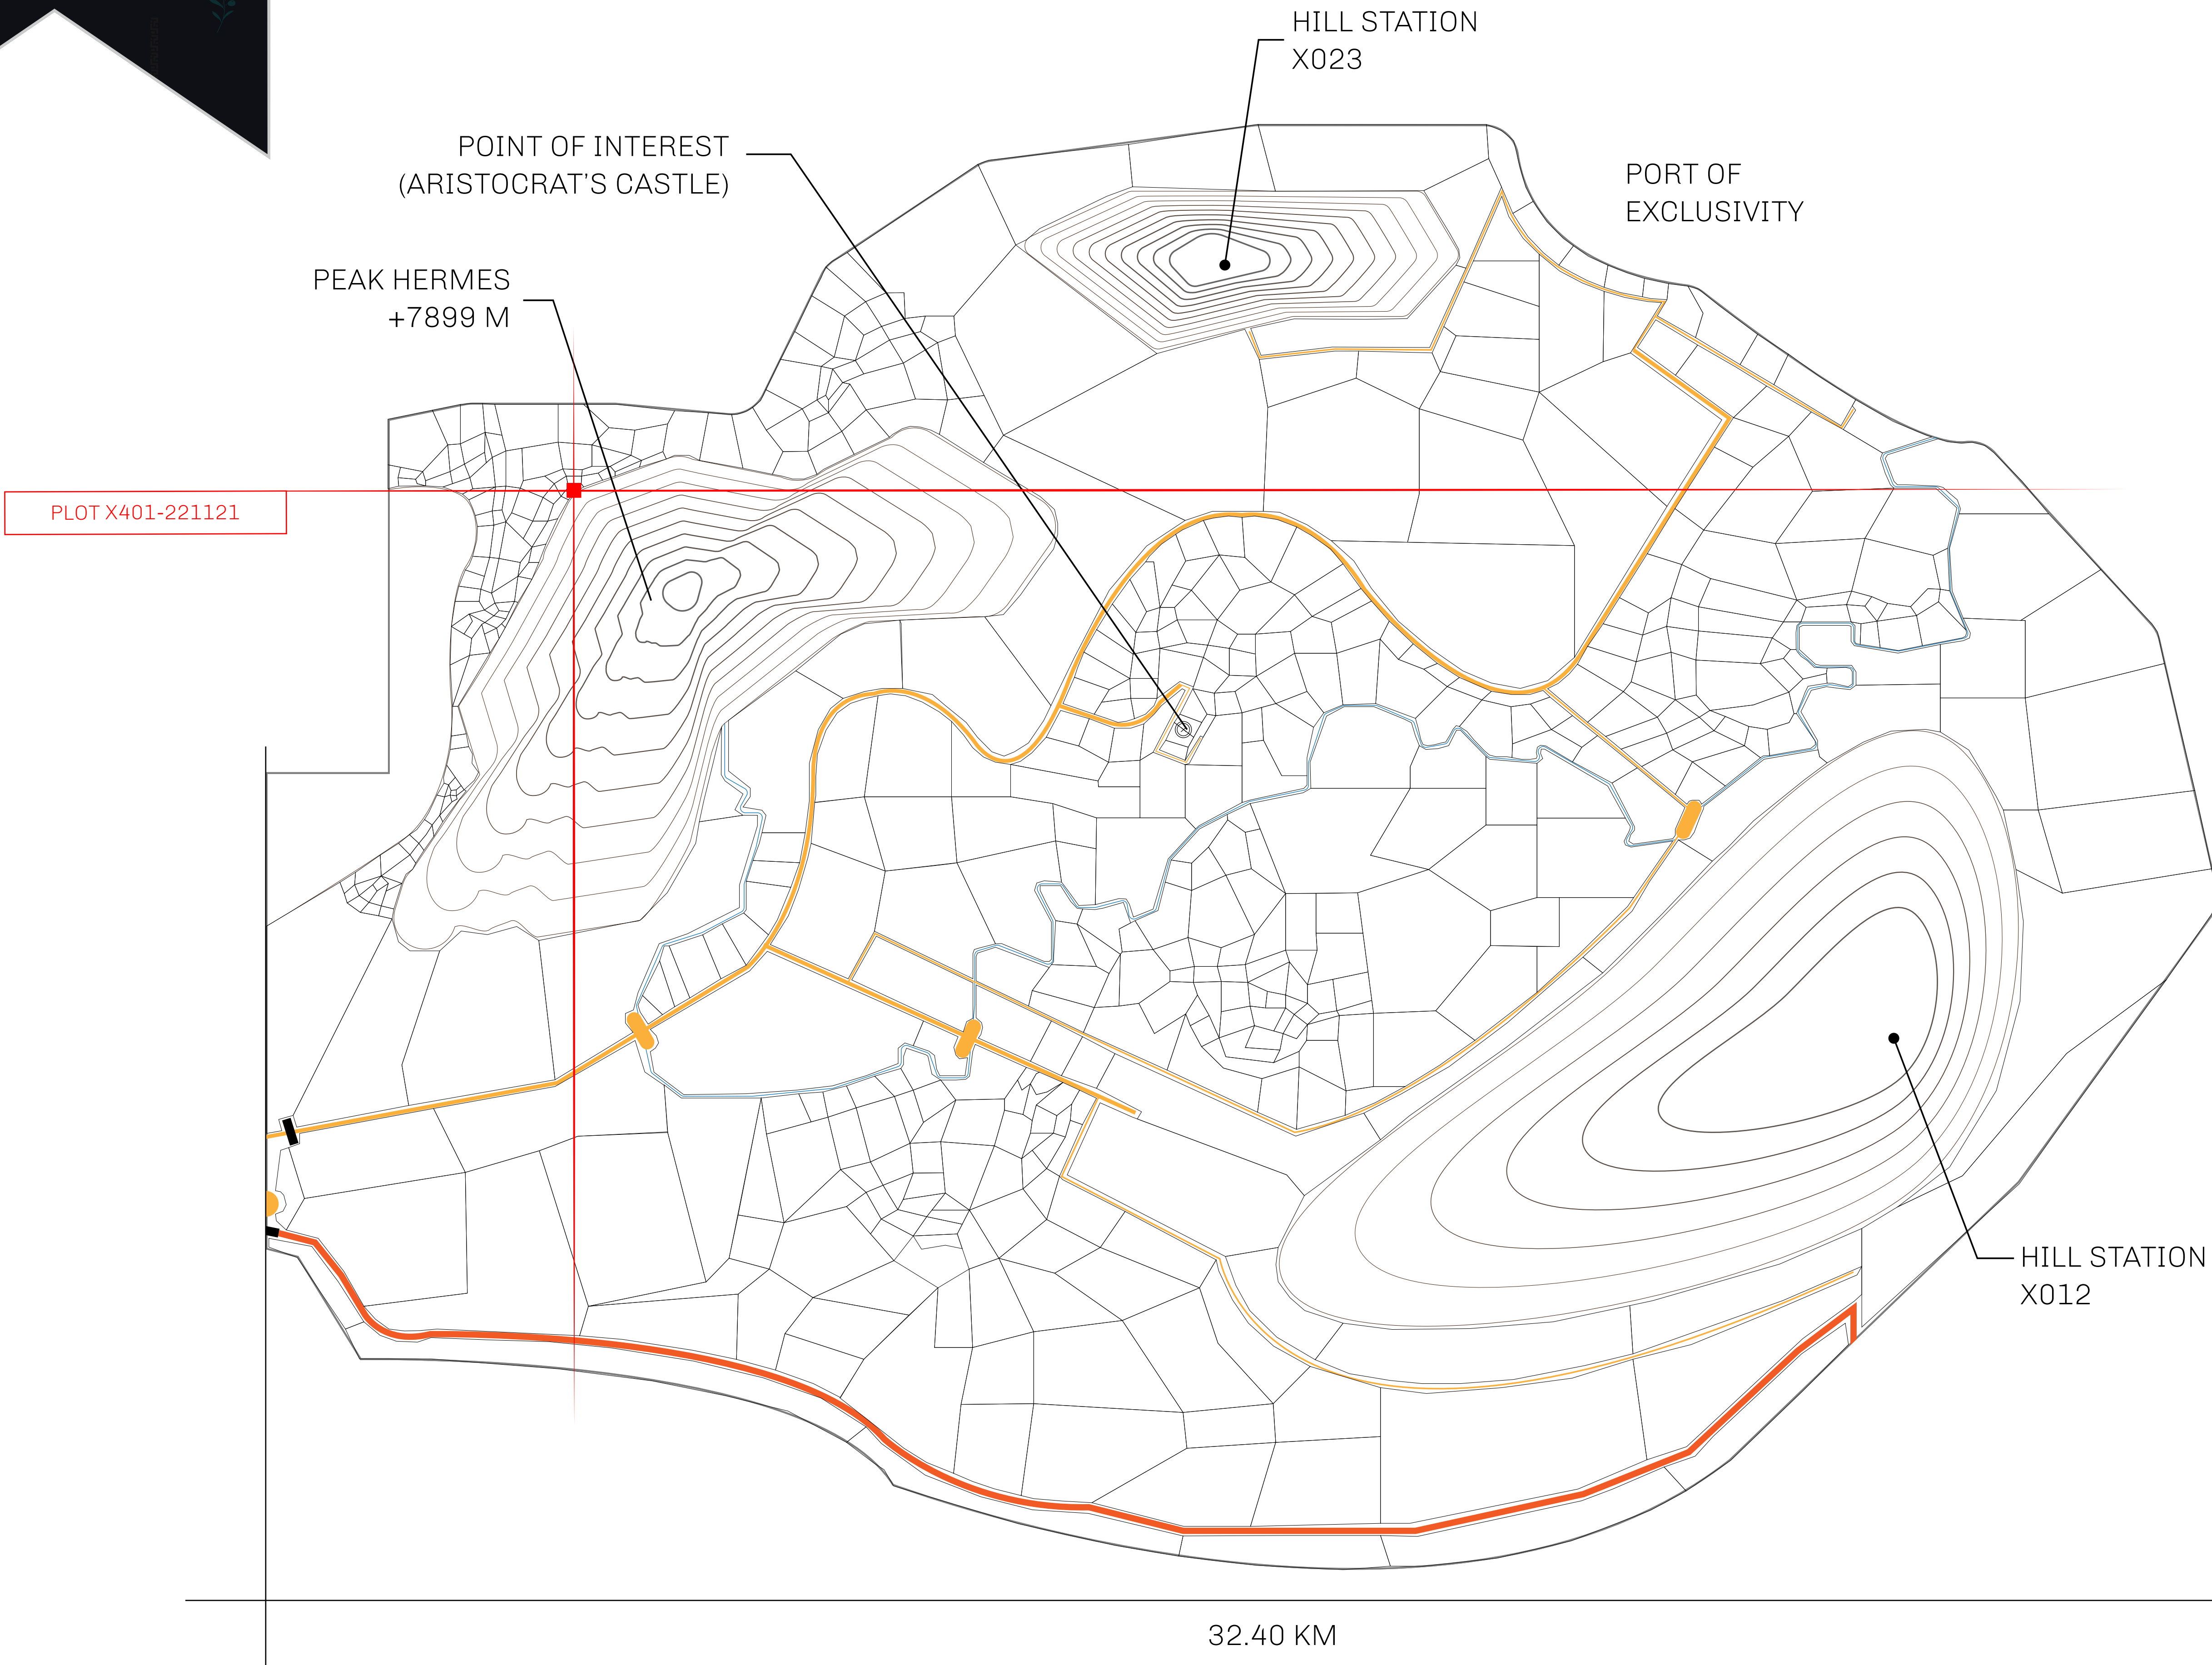 HILL STATION
X023
POINT OF INTEREST
(ARISTOCRAT'S CASTLE)
PORT OF
EXCLUSIVITY
PEAK HERMES
+7899 M
PLOT X401-221121
HILL STATION
X012
32.40 KM